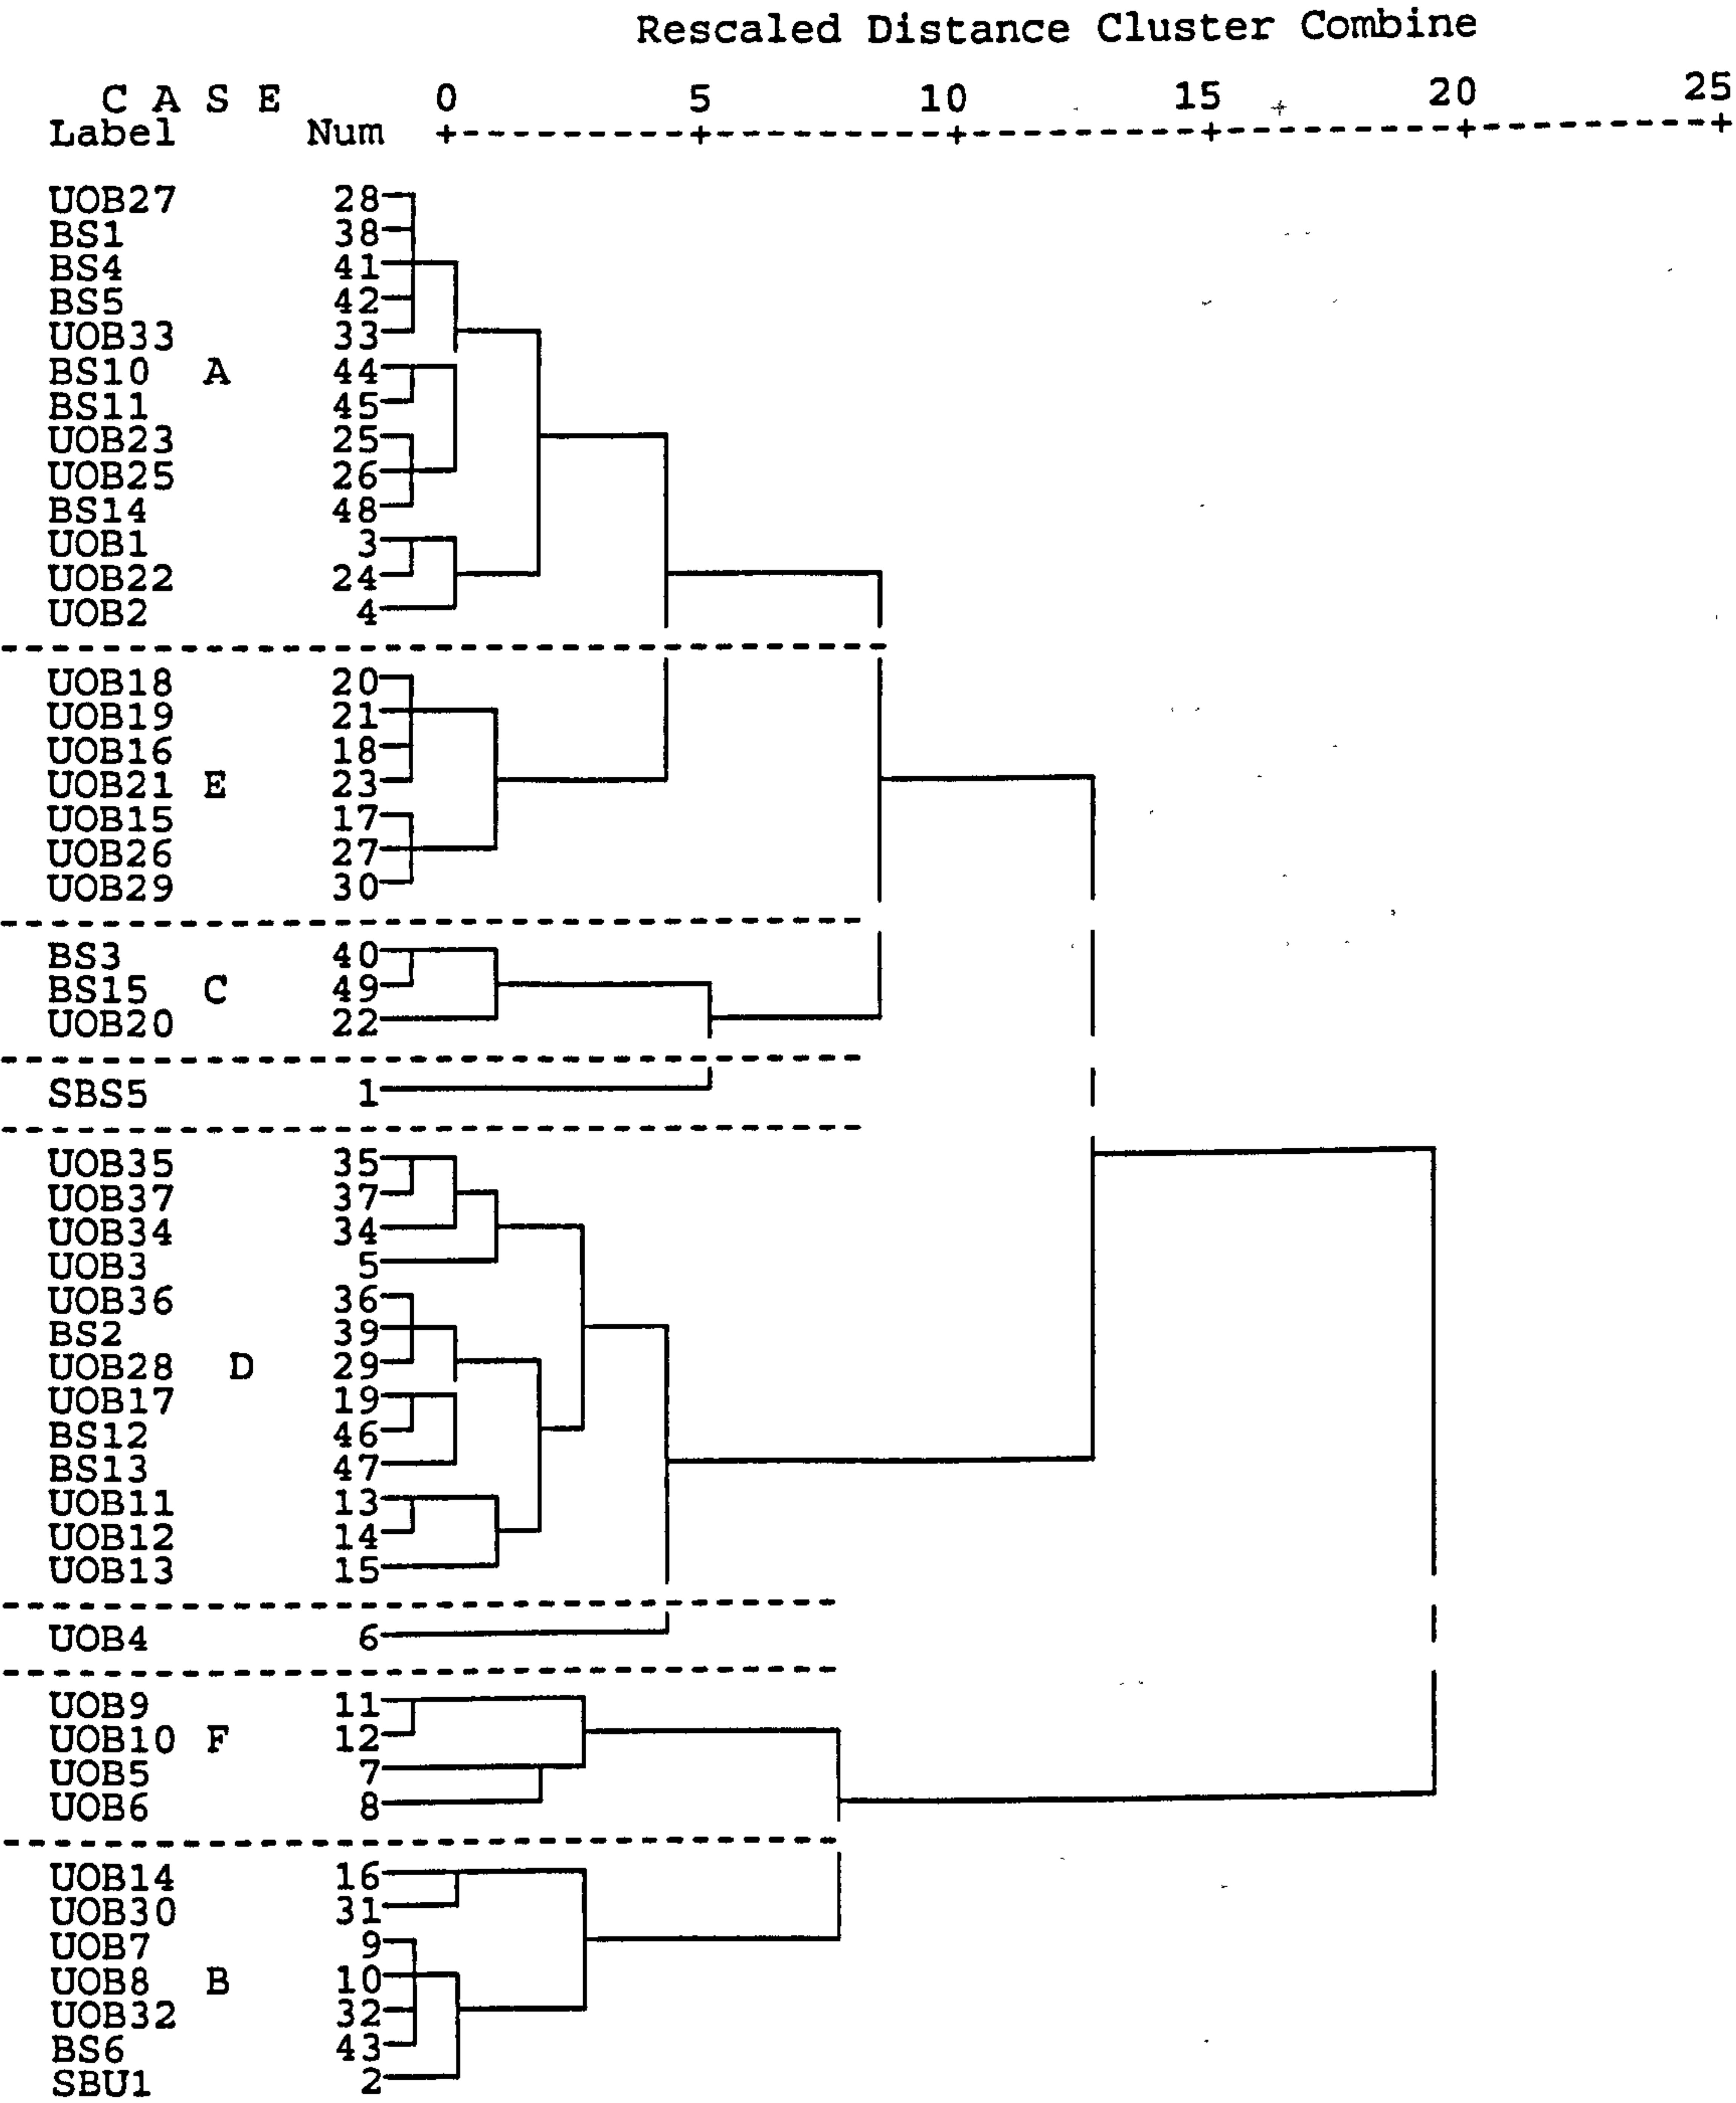 Rescaled Distance Cluster Combine
C A S E 0 5 10 15 20 25
Label Num
UOB27 28
BS1 38
BS4 41
BS5 42
UOB33 33
BS10 A 44
BS11 45
UOB23 25
UOB25 26
BS14 48
UOB1 3
UOB22 24
UOB2 4
UOB18 20
UOB19 21
UOB16 18
UOB21 E 23
UOB15 17
UOB26 27
UOB29 30
BS3 40
BS15 C 49
UOB20 22
SBS5 1
UOB35 35
UOB37 37
UOB34 34
UOB3 5
UOB36 36
BS2 39
UOB28 D 29
UOB17 19
BS12 46
BS13 47
UOB11 13
UOB12 14
UOB13 15
UOB4 6
UOB9 11
UOB10 F 12
UOB5 7
UOB6 8
UOB14 16
UOB30 31
UOB7 9
UOB8 B 10
UOB32 32
BS6 43
SBU1 2